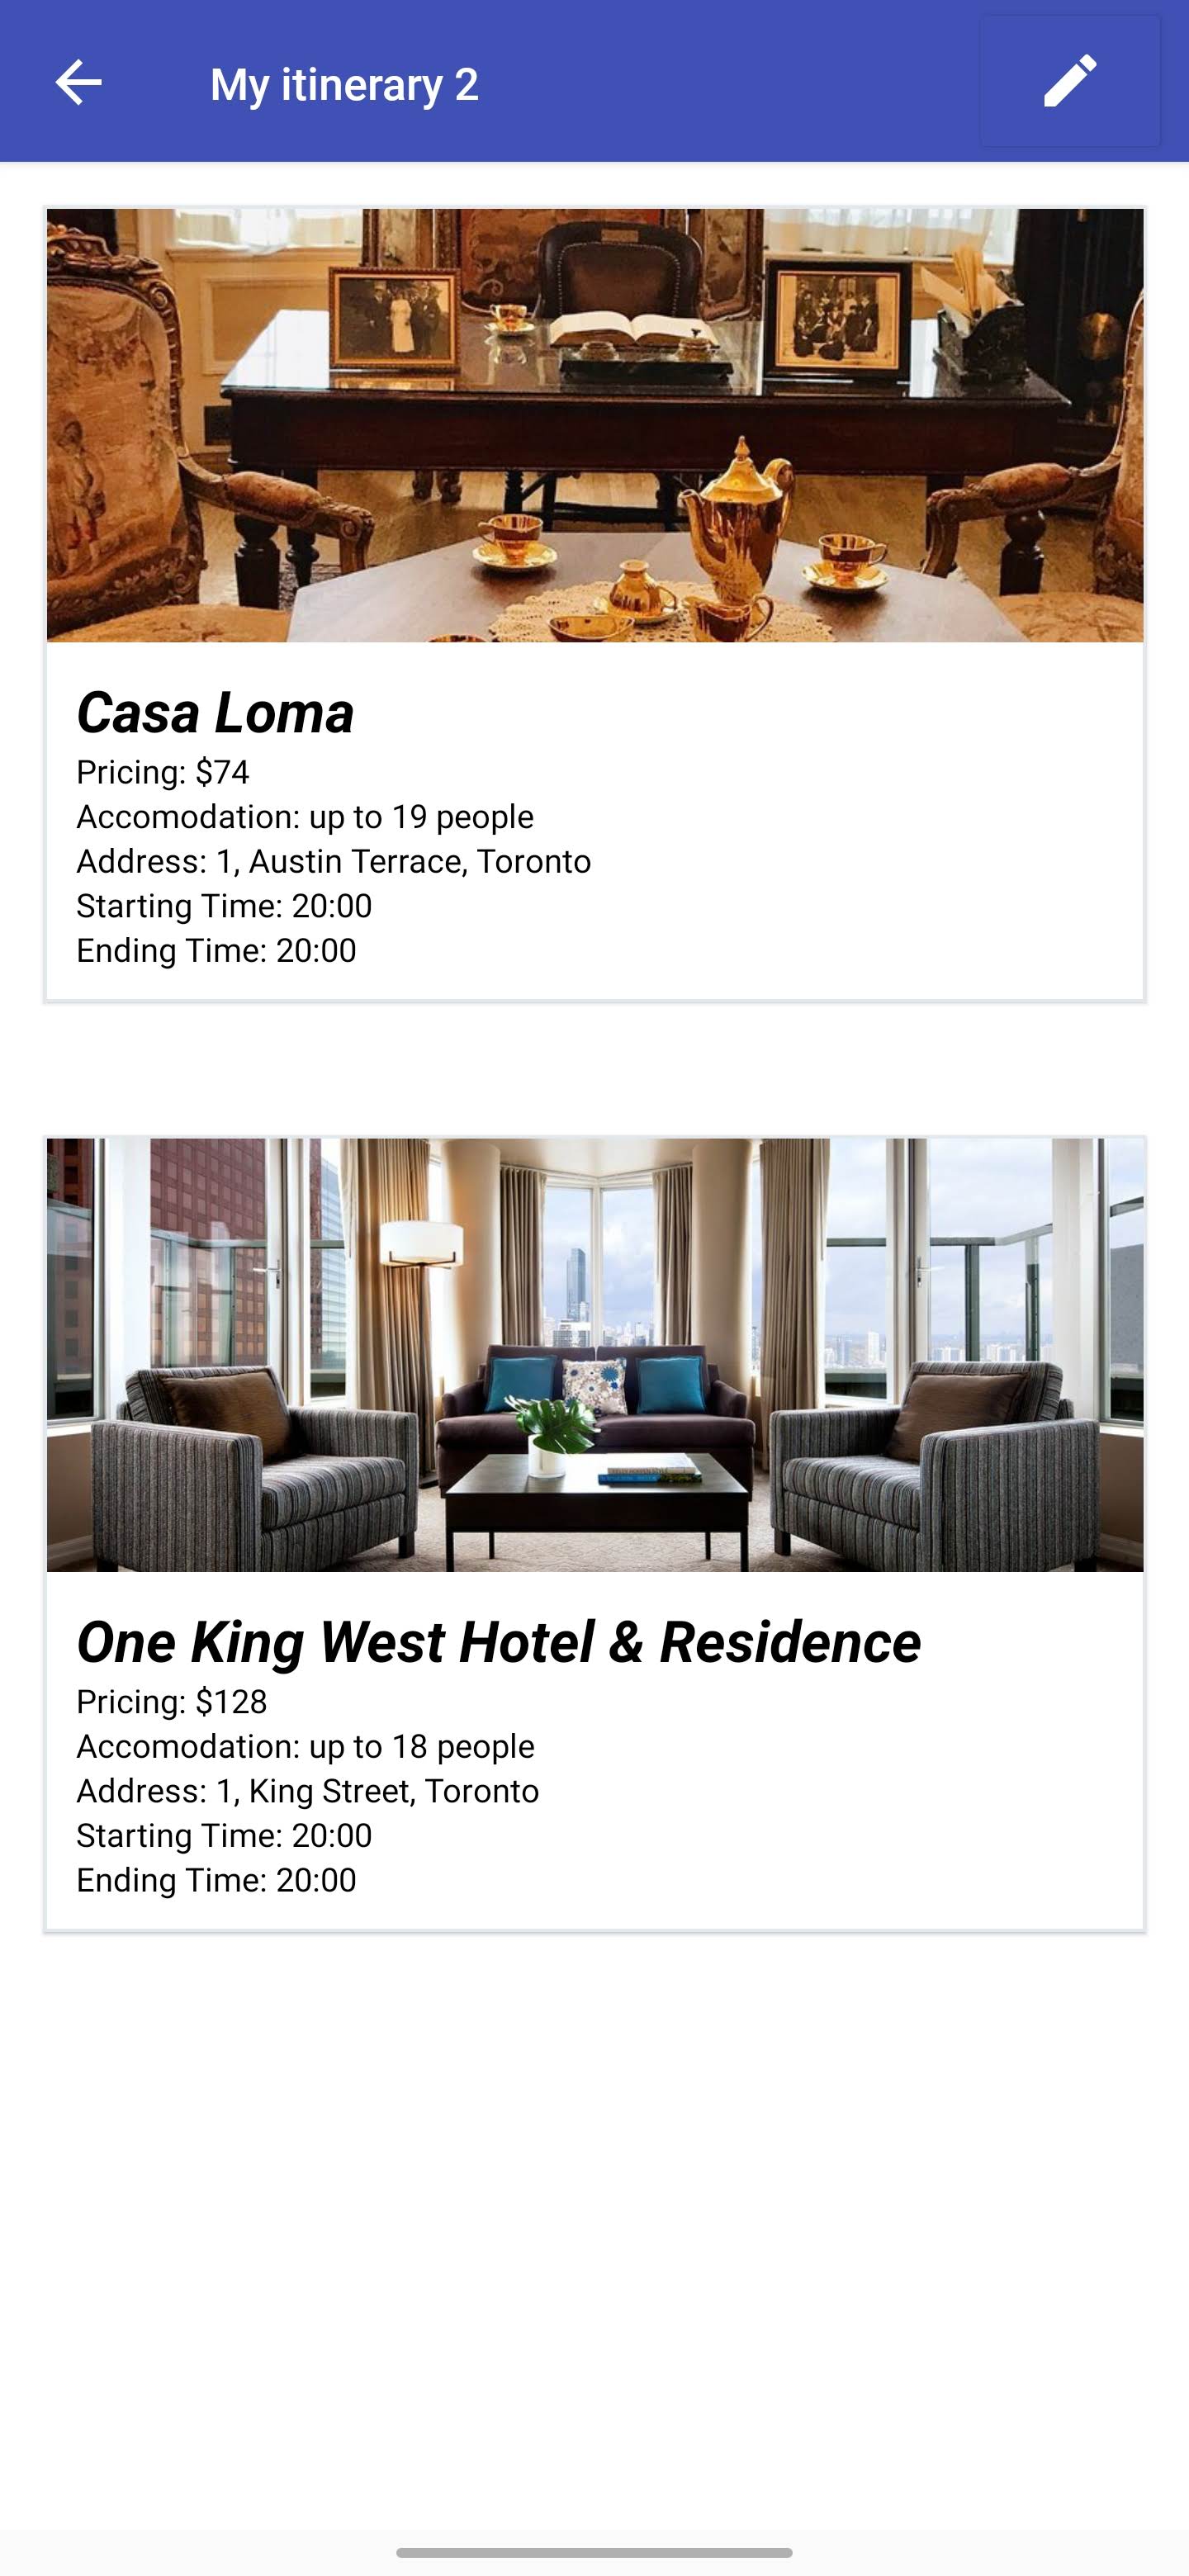 My itinerary 2
Casa Loma
Pricing: $74
Accomodation: up to 19 people
Address: 1, Austin Terrace, Toronto
Starting Time: 20:00
Ending Time: 20:00
One King West Hotel & Residence
Pricing: $128
Accomodation: up to 18 people
Address: 1, King Street, Toronto
Starting Time: 20:00
Ending Time: 20:00